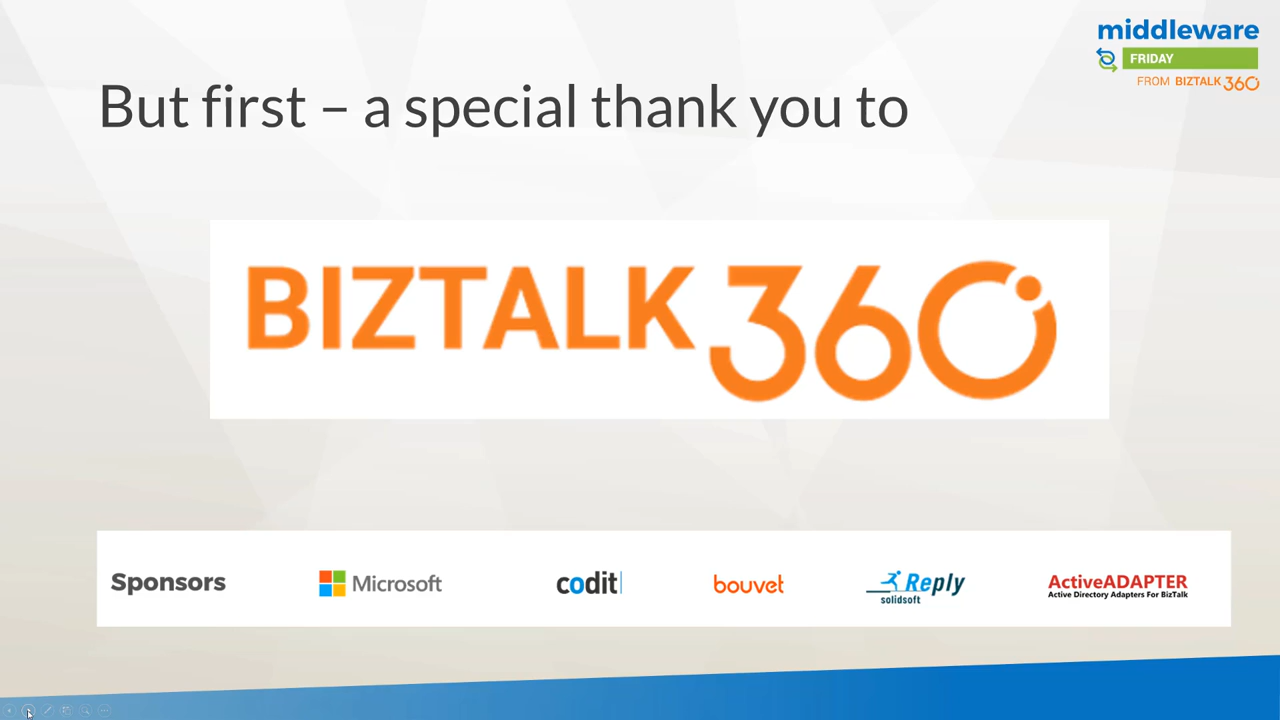 middleware
FRIDAY
FROM BIZTALK360
But first – a special thank you to
BIZTALK360
Sponsors
Microsoft
codit
bouvet
Reply
solidsoft
ActiveADAPTER
Active Directory Adapters For BizTalk